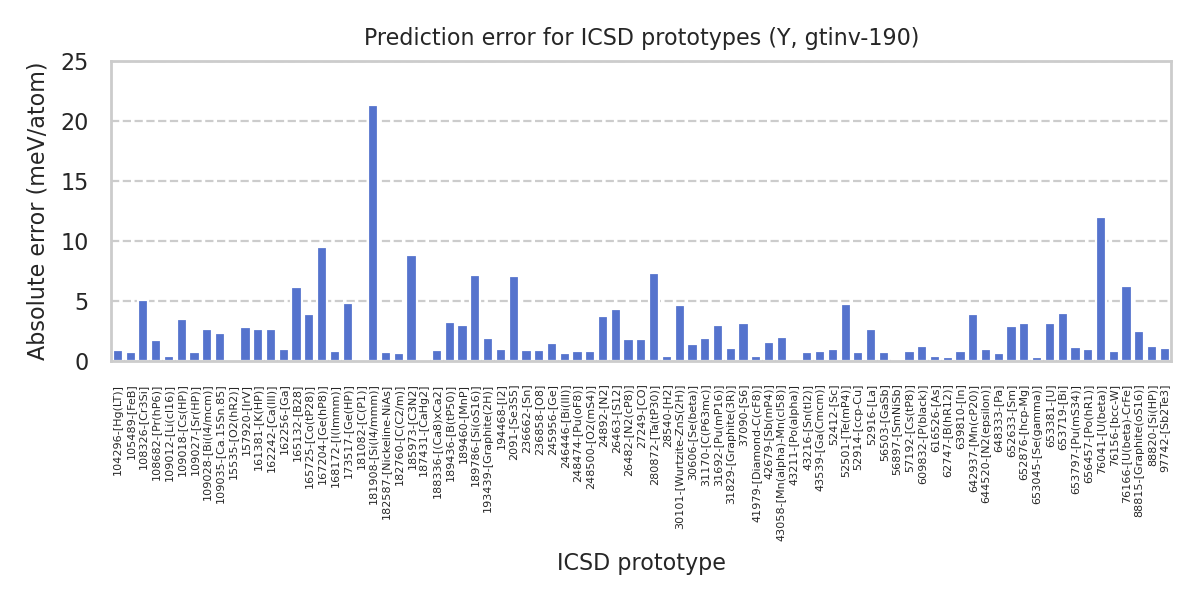 Prediction error for ICSD prototypes (Y, gtinv-190)
Absolute error (meV/atom)
25
20
15
10
5
0
104296-[Hg(LT)]
105489-[FeB]
108326-[Cr3Si]
108682-[Pr(hP6)]
109012-[Li(cI16)]
109018-[Cs(HP)]
109027-[Sr(HP)]
109028-[Bi(I4/mcm)]
109035-[Ca.15Sn.85]
15535-[O2(hR2)]
157920-[IrV]
161381-[K(HP)]
162242-[Ca(III)]
162256-[Ga]
165132-[B28]
165725-[Co(tP28)]
167204-[Ge(hP8)]
168172-[I(Immm)]
173517-[Ge(HP)]
181908-[Si(I4/mmm)]
181082-[C(P1)]
182587-[Nickeline-NiAs]
182760-[C(C2/m)]
185973-[C3N2]
187431-[CaHg2]
188336-[(Ca8)xCa2]
189436-[B(tP50)]
189460-[MnP]
189786-[Si(oS16)]
193439-[Graphite(2H)]
194468-[I2]
2091-[Se3S5]
236662-[Sn]
236858-[O8]
245956-[Ge]
246446-[Bi(III)]
248474-[Pu(oF8)]
248500-[O2(mS4)]
24892-[N2]
26463-[S12]
26482-[N2(cP8)]
27249-[CO]
28540-[H2]
280872-[Ta(tP30)]
30101-[Wurtzite-ZnS(2H)]
30606-[Se(beta)]
31170-[C(P63mc)]
31692-[Pu(mP16)]
31829-[Graphite(3R)]
37090-[S6]
41979-[Diamond-C(cF8)]
42679-[Sb(mP4)]
43058-[Mn(alpha)-Mn(cI58)]
43211-[Po(alpha)]
43216-[Sn(tI2)]
43539-[Ga(Cmcm)]
52412-[Sc]
52501-[Te(mP4)]
52914-[ccp-Cu]
52916-[La]
56503-[GaSb]
56897-[SmNiSb]
57192-[Cs(tP8)]
609832-[P(black)]
616526-[As]
62747-[B(hR12)]
639810-[In]
642937-[Mn(cP20)]
644520-[N2(epsilon)]
648333-[Pa]
652633-[Sm]
652876-[hcp-Mg]
653045-[Se(gamma)]
653381-[U]
653719-[Bi]
653797-[Pu(mS34)]
656457-[Po(hR1)]
76041-[U(beta)]
76156-[bcc-W]
76166-[U(beta)-CrFe]
88815-[Graphite(oS16)]
88820-[Si(HP)]
97742-[Sb2Te3]
ICSD prototype